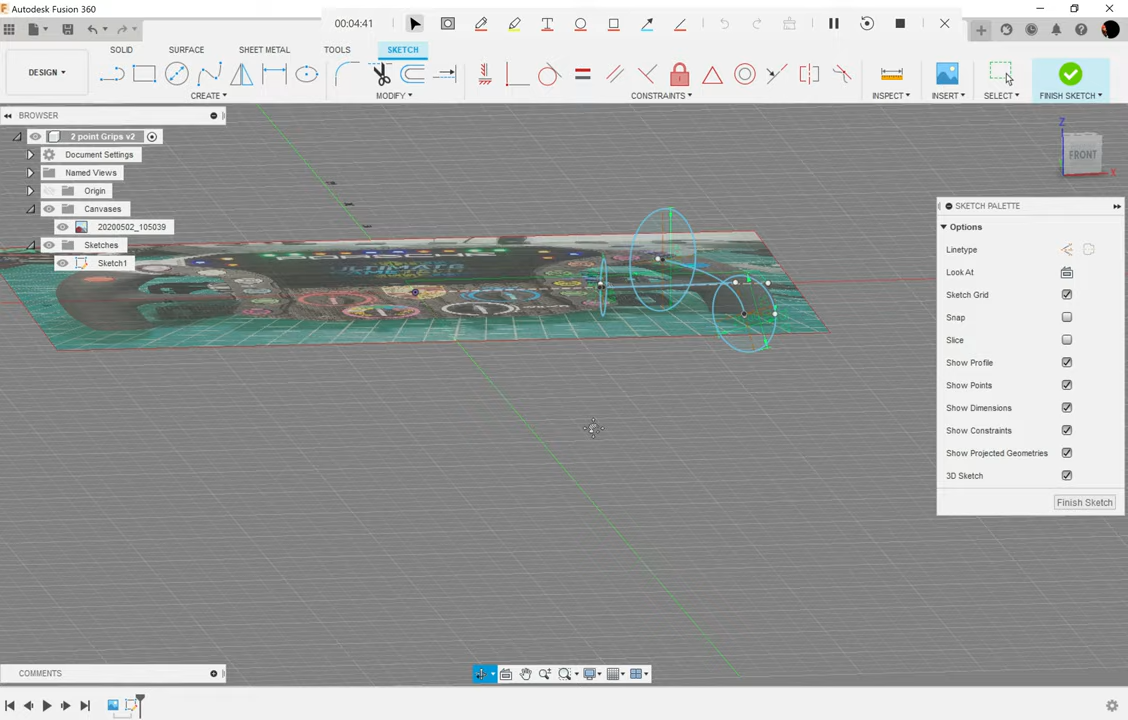 Autodesk Fusion 360
00:04:41
DESIGN
SOLID
SURFACE
SHEET METAL
TOOLS
SKETCH
CREATE
MODIFY
CONSTRAINTS
INSPECT
INSERT
SELECT
FINISH SKETCH
BROWSER
2 point Grips v2
Document Settings
Named Views
Origin
Canvases
20200502_105039
Sketches
Sketch1
Z
FRONT
X
SKETCH PALETTE
Options
Linetype
Look At
Sketch Grid
Snap
Slice
Show Profile
Show Points
Show Dimensions
Show Constraints
Show Projected Geometries
3D Sketch
Finish Sketch
ULTIMATE
COMMENTS